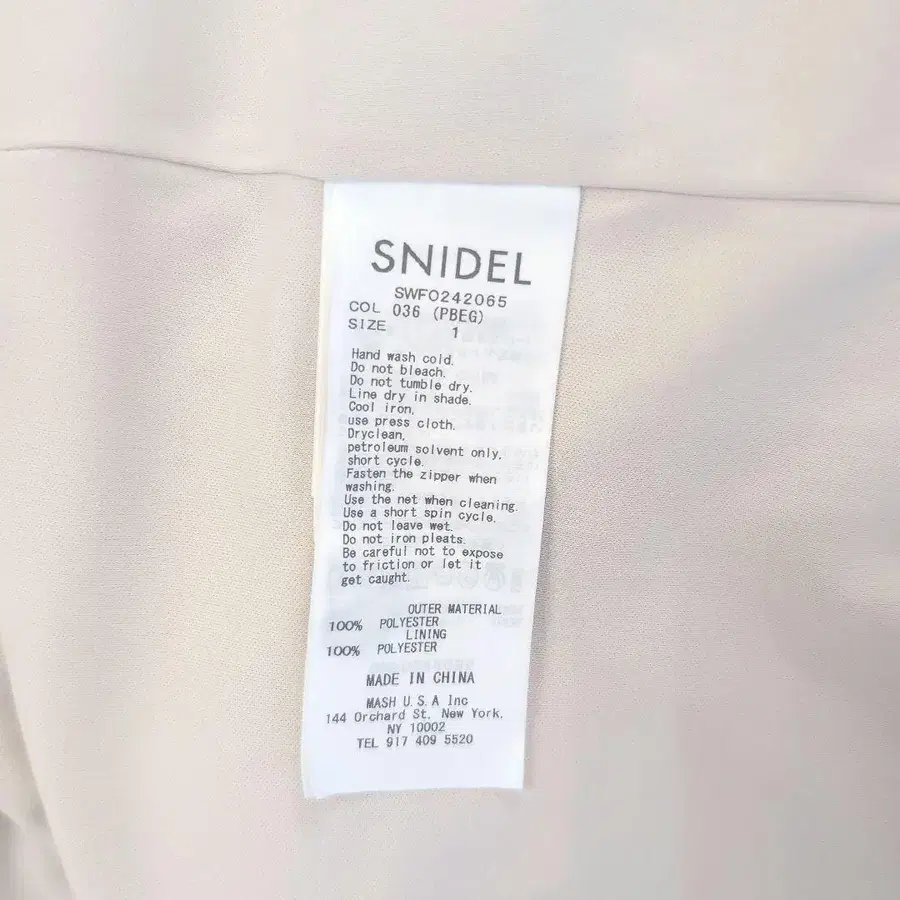 SNIDEL
SWFO242065
COL 036 (PBEG)
SIZE 1
Hand wash cold.
Do not bleach.
Do not tumble dry.
Line dry in shade.
Cool iron,
use press cloth.
Dryclean,
petroleum solvent only,
short cycle.
Fasten the zipper when
washing.
Use the net when cleaning.
Use a short spin cycle.
Do not leave wet.
Do not iron pleats.
Be careful not to expose
to friction or let it
get caught.
OUTER MATERIAL
100% POLYESTER
LINING
100% POLYESTER
MADE IN CHINA
MASH U.S.A Inc
144 Orchard St. New York,
NY 10002
TEL 917 409 5520